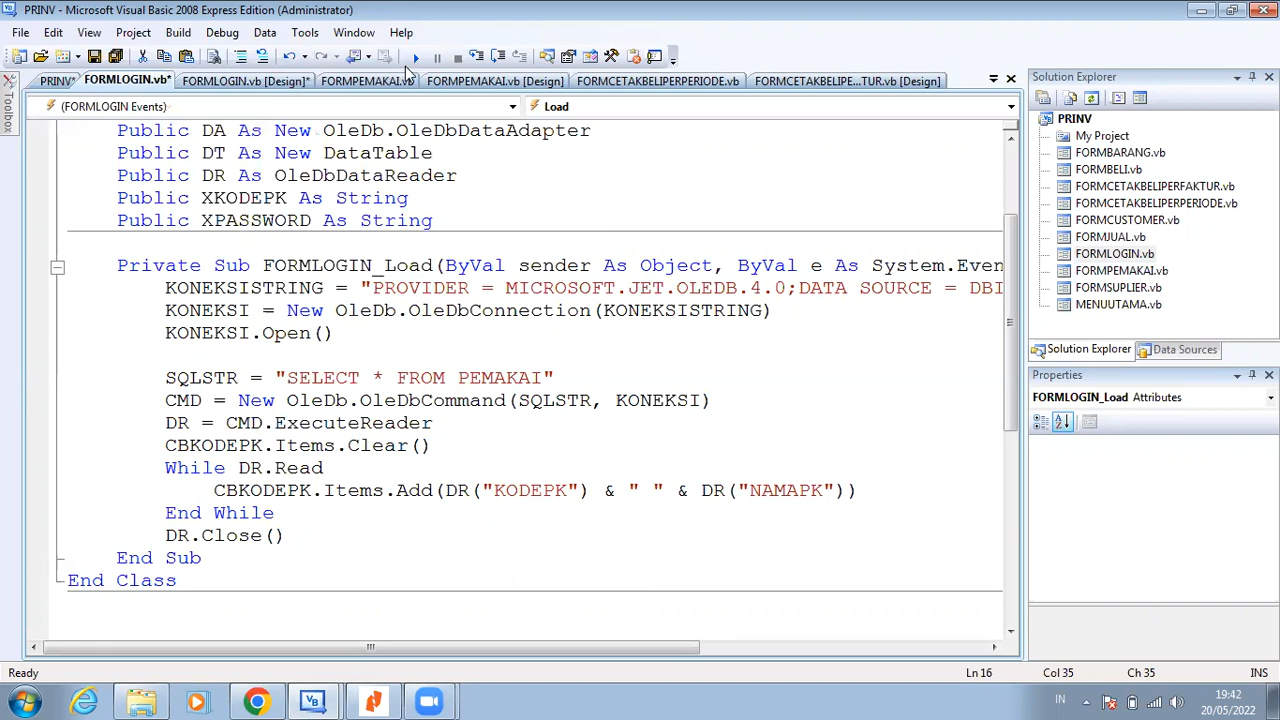 PRINV - Microsoft Visual Basic 2008 Express Edition (Administrator)
File Edit View Project Build Debug Data Tools Window Help
PRINV* FORMLOGIN.vb* FORMLOGIN.vb [Design]* FORMPEMAKAI.vb FORMPEMAKAI.vb [Design] FORMCETAKBELIPERPERIODE.vb FORMCETAKBELIPE...TUR.vb [Design]
Toolbox
(FORMLOGIN Events) Load
Public DA As New OleDb.OleDbDataAdapter
Public DT As New DataTable
Public DR As OleDbDataReader
Public XKODEPK As String
Public XPASSWORD As String
Private Sub FORMLOGIN_Load(ByVal sender As Object, ByVal e As System.Even
KONEKSISTRING = "PROVIDER = MICROSOFT.JET.OLEDB.4.0;DATA SOURCE = DBI
KONEKSI = New OleDb.OleDbConnection(KONEKSISTRING)
KONEKSI.Open()
SQLSTR = "SELECT * FROM PEMAKAI"
CMD = New OleDb.OleDbCommand(SQLSTR, KONEKSI)
DR = CMD.ExecuteReader
CBKODEPK.Items.Clear()
While DR.Read
CBKODEPK.Items.Add(DR("KODEPK") & " " & DR("NAMAPK"))
End While
DR.Close()
End Sub
End Class
Solution Explorer
PRINV
My Project
FORMBARANG.vb
FORMBELI.vb
FORMCETAKBELIPERFAKTUR.vb
FORMCETAKBELIPERPERIODE.vb
FORMCUSTOMER.vb
FORMJUAL.vb
FORMLOGIN.vb
FORMPEMAKAI.vb
FORMSUPLIER.vb
MENUUTAMA.vb
Solution Explorer Data Sources
Properties
FORMLOGIN_Load Attributes
Ready Ln 16 Col 35 Ch 35 INS
IN 19:42
20/05/2022